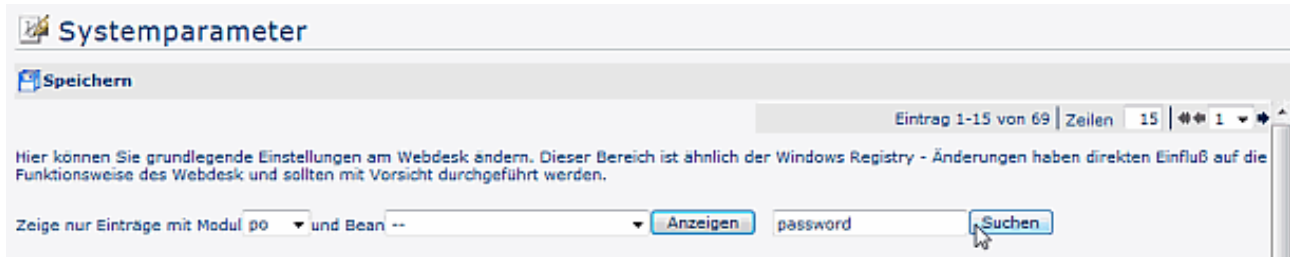 Systemparameter
Speichern
Eintrag 1-15 von 69 Zeilen 15 1
Hier können Sie grundlegende Einstellungen am Webdesk ändern. Dieser Bereich ist ähnlich der Windows Registry - Änderungen haben direkten Einfluß auf die
Funktionsweise des Webdesk und sollten mit Vorsicht durchgeführt werden.
Zeige nur Einträge mit Modul po und Bean -- Anzeigen password Suchen